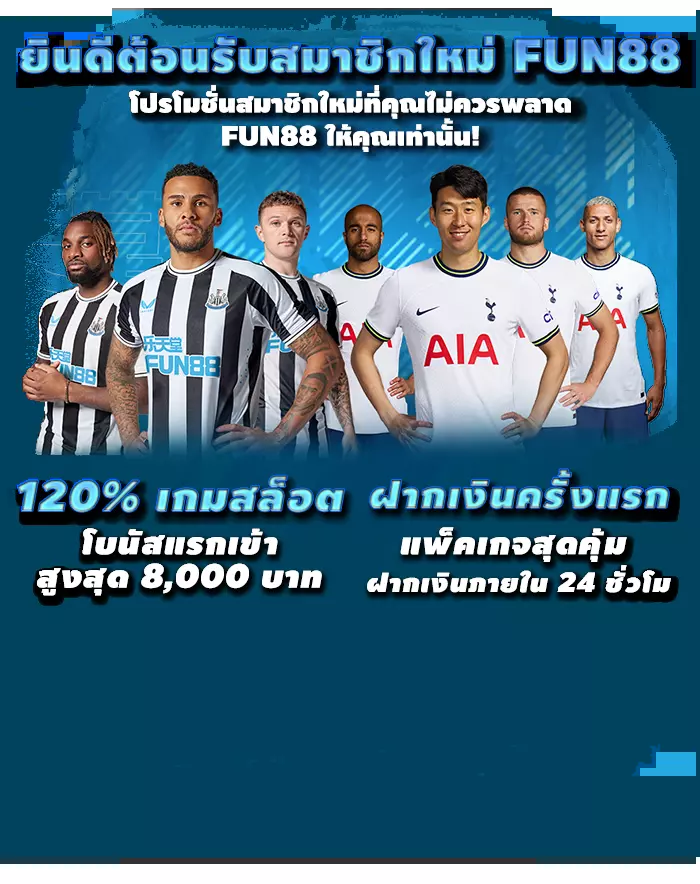 ยินดีต้อนรับสมาชิกใหม่ FUN88
โปรโมชั่นสมาชิกใหม่ที่คุณไม่ควรพลาด
FUN88 ให้คุณเท่านั้น!
乐天堂
FUN88
乐天堂
FUN88
乐天堂
FUN88
AIA
AIA
AIA
AIA
120% เกมสล็อต
โบนัสแรกเข้า
สูงสุด 8,000 บาท
ฝากเงินครั้งแรก
แพ็คเกจสุดคุ้ม
ฝากเงินภายใน 24 ชั่วโม